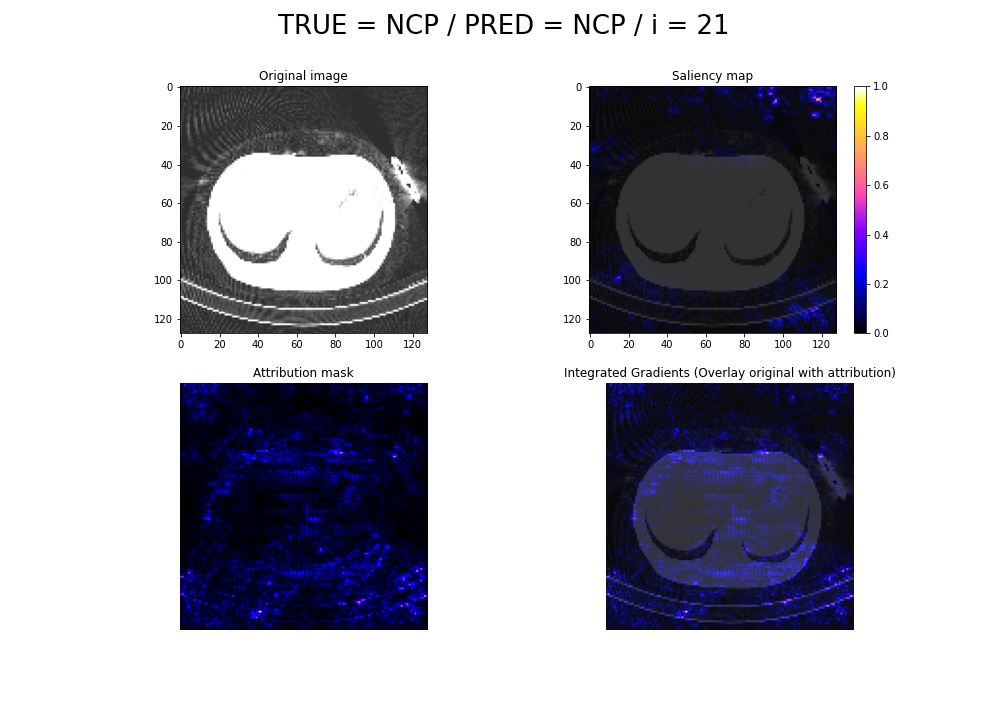 TRUE = NCP / PRED = NCP / i = 21
Original image
0
20
40
60
80
100
120
0 20 40 60 80 100 120
Saliency map
0
20
40
60
80
100
120
0 20 40 60 80 100 120
1.0
0.8
0.6
0.4
0.2
0.0
Attribution mask
Integrated Gradients (Overlay original with attribution)